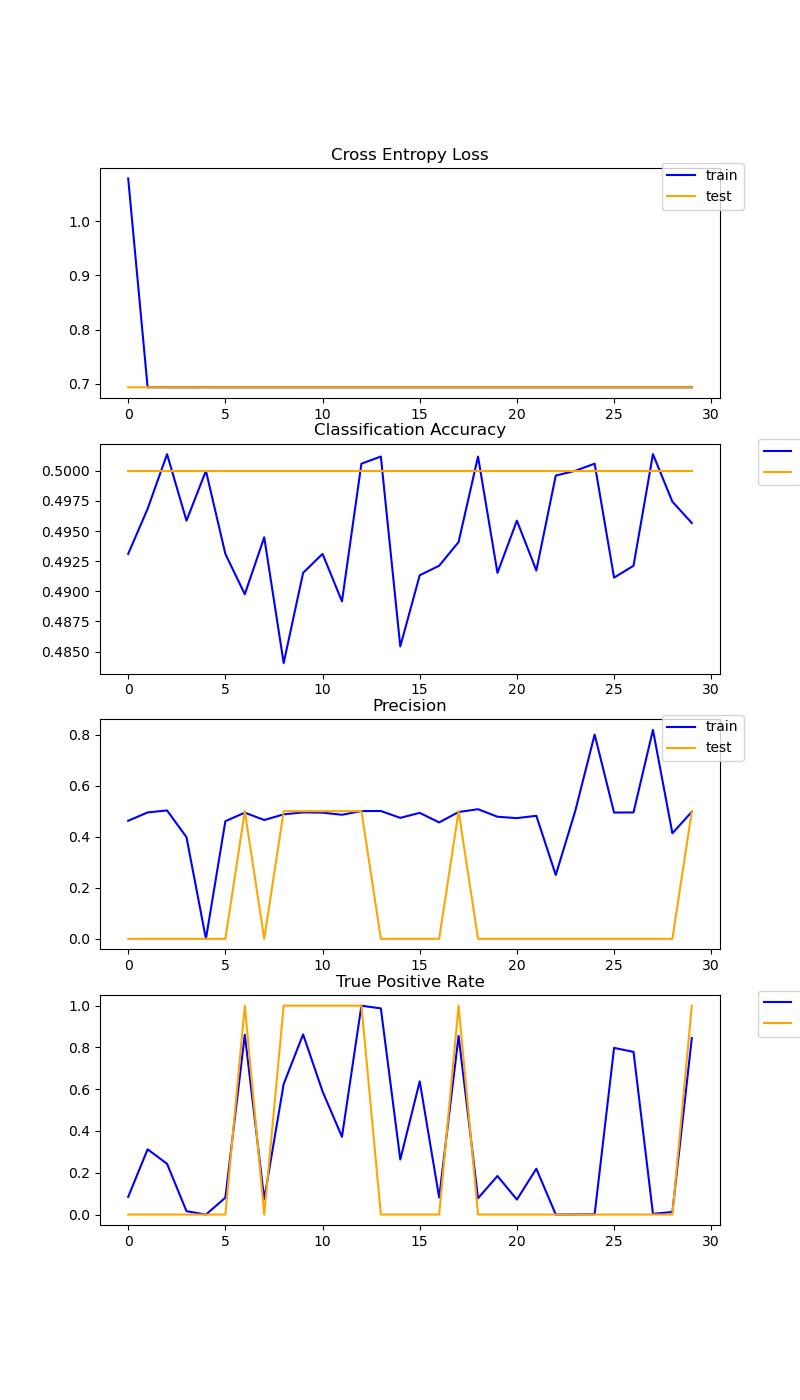 Cross Entropy Loss
train
test
1.0
0.9
0.8
0.7
0 5 10 15 20 25 30
Classification Accuracy
0.5000
0.4975
0.4950
0.4925
0.4900
0.4875
0.4850
0 5 10 15 20 25 30
Precision
train
test
0.8
0.6
0.4
0.2
0.0
0 5 10 15 20 25 30
True Positive Rate
1.0
0.8
0.6
0.4
0.2
0.0
0 5 10 15 20 25 30